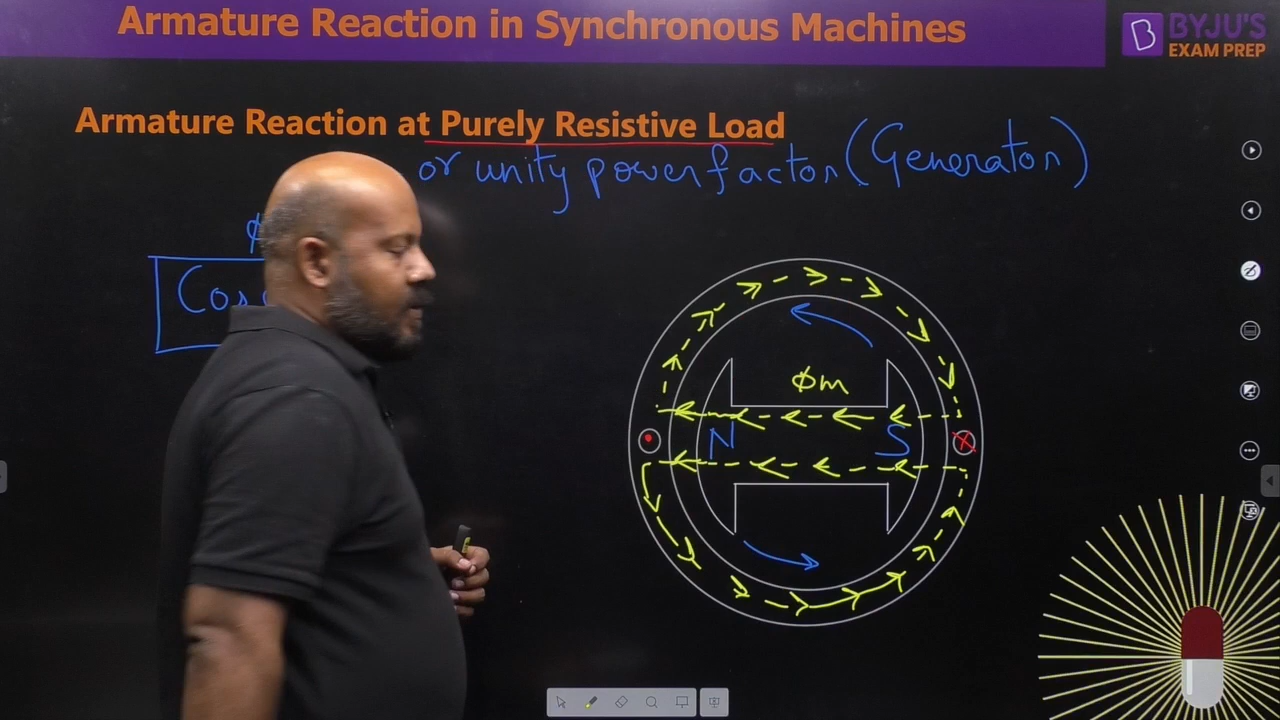 Armature Reaction in Synchronous Machines
BYJU'S
EXAM PREP
Armature Reaction at Purely Resistive Load
or unity power factor (Generator)
ϕm
N
S